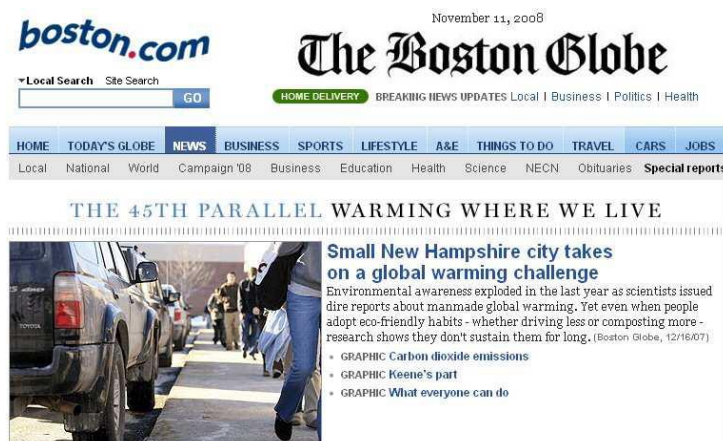 boston.com
November 11, 2008
The Boston Globe
Local Search Site Search
GO
HOME DELIVERY BREAKING NEWS UPDATES Local | Business | Politics | Health
HOME TODAY'S GLOBE NEWS BUSINESS SPORTS LIFESTYLE A&E THINGS TO DO TRAVEL CARS JOBS
Local National World Campaign '08 Business Education Health Science NECN Obituaries Special reports
THE 45TH PARALLEL WARMING WHERE WE LIVE
TOYOTA
Small New Hampshire city takes
on a global warming challenge
Environmental awareness exploded in the last year as scientists issued
dire reports about manmade global warming. Yet even when people
adopt eco-friendly habits - whether driving less or composting more -
research shows they don't sustain them for long. (Boston Globe, 12/16/07)
GRAPHIC Carbon dioxide emissions
GRAPHIC Keene's part
GRAPHIC What everyone can do